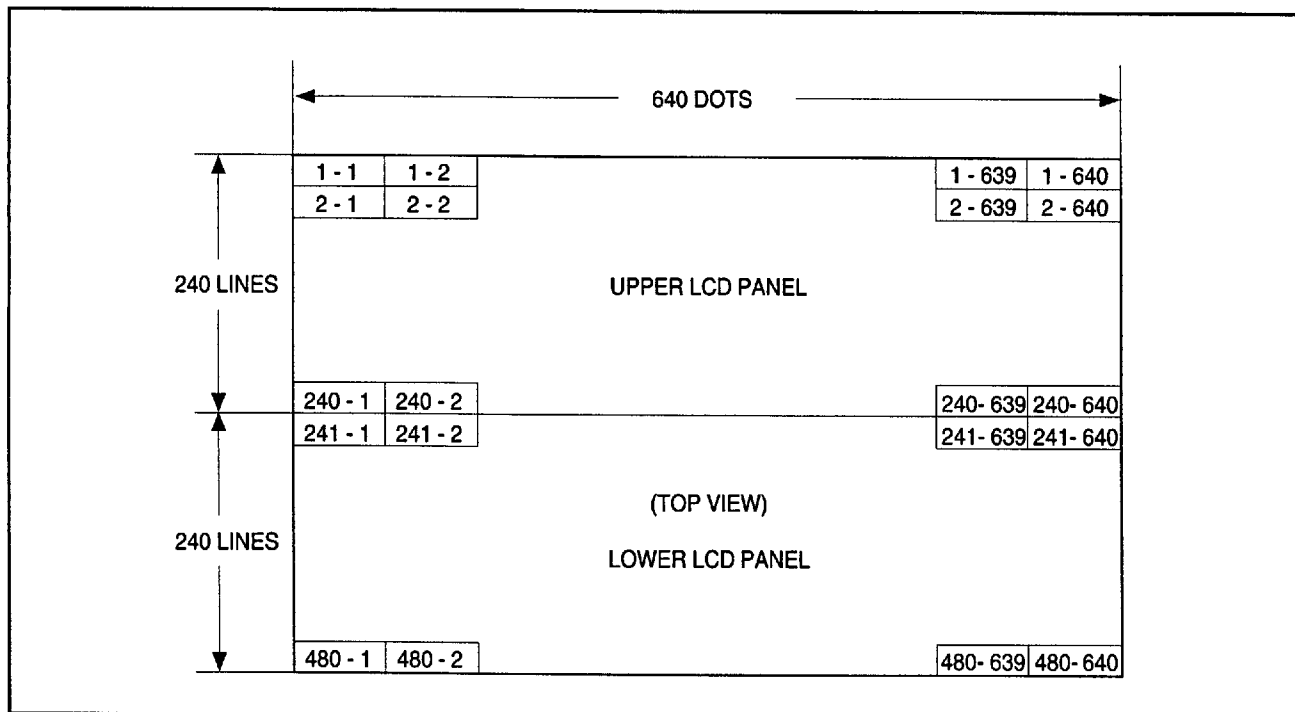 640 DOTS
1 - 1 1 - 2 1 - 639 1 - 640
2 - 1 2 - 2 2 - 639 2 - 640
240 LINES UPPER LCD PANEL
240 - 1 240 - 2 240- 639 240- 640
241 - 1 241 - 2 241- 639 241- 640
(TOP VIEW)
240 LINES
LOWER LCD PANEL
480 - 1 480 - 2 480- 639 480- 640